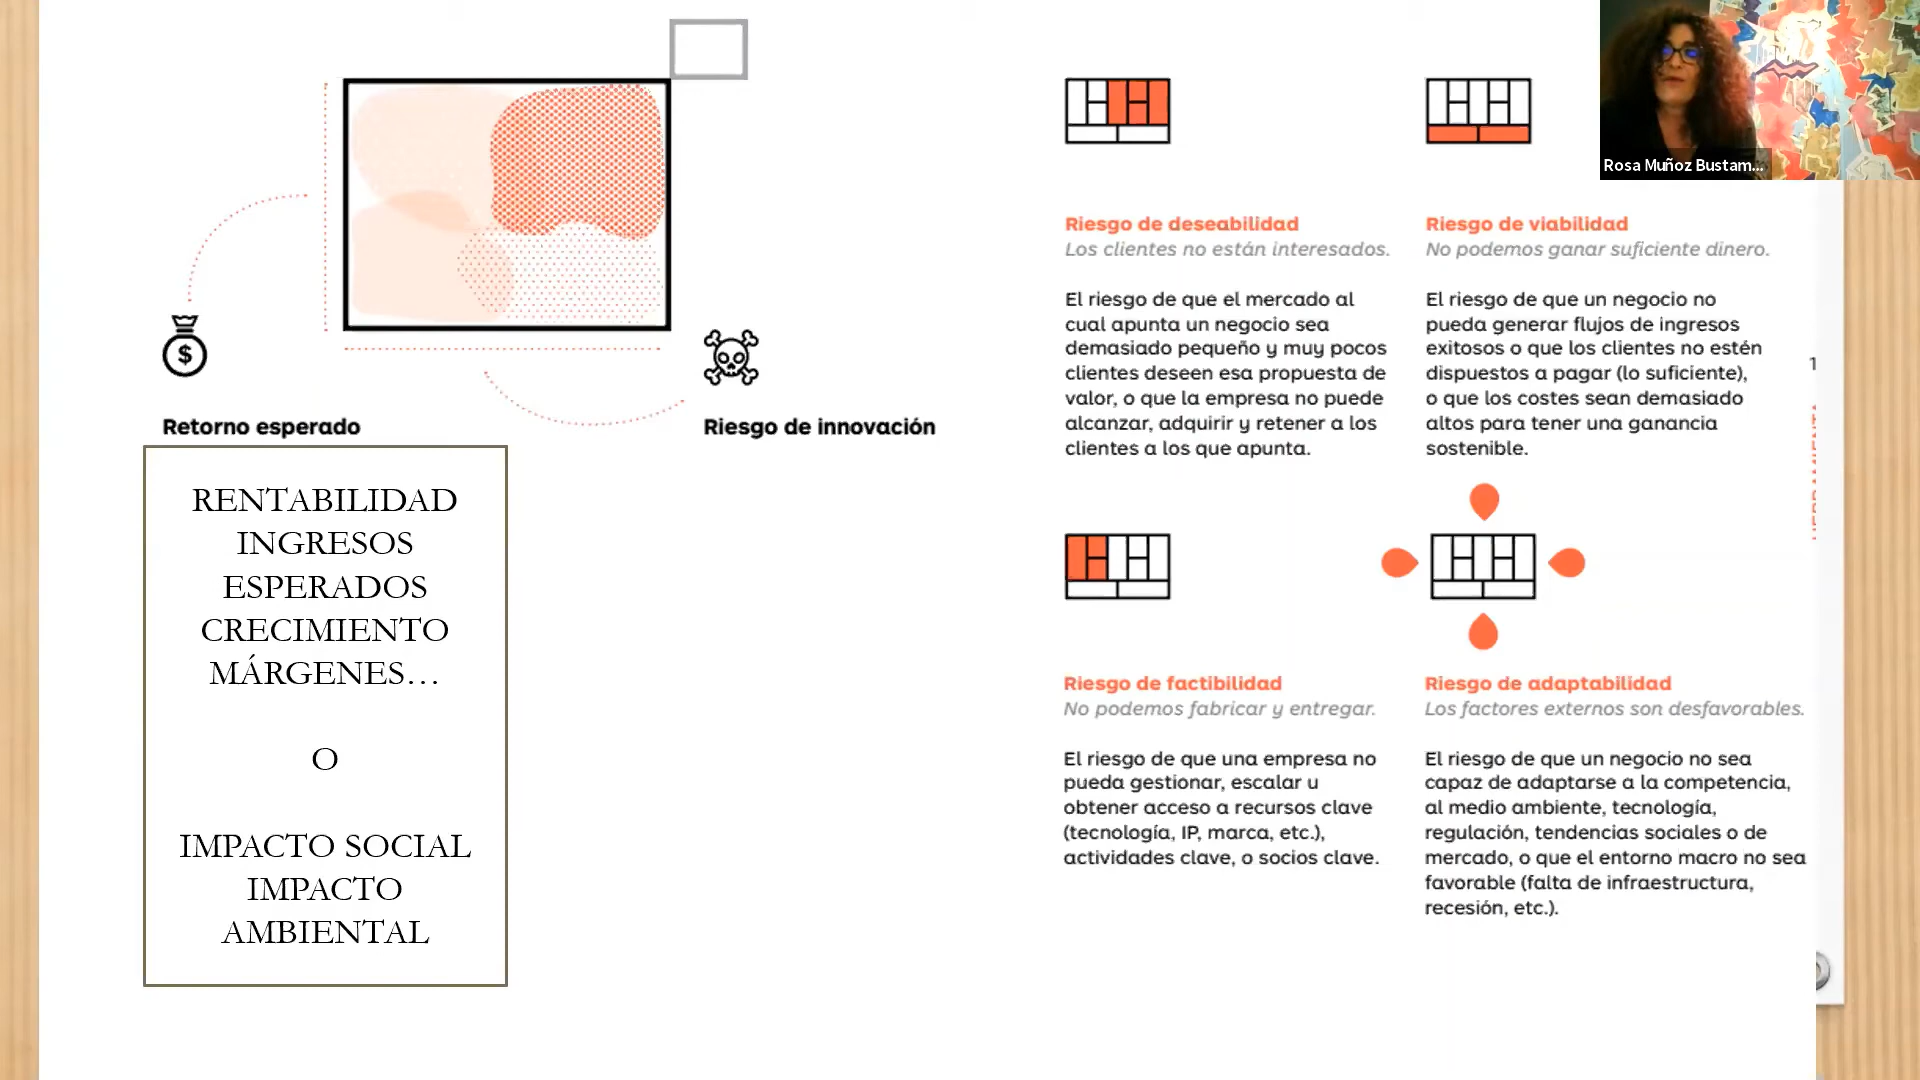 Rosa Muñoz Bustam...
$
Retorno esperado
Riesgo de innovación
RENTABILIDAD
INGRESOS
ESPERADOS
CRECIMIENTO
MÁRGENES...
O
IMPACTO SOCIAL
IMPACTO
AMBIENTAL
Riesgo de deseabilidad
Los clientes no están interesados.
El riesgo de que el mercado al
cual apunta un negocio sea
demasiado pequeño y muy pocos
clientes deseen esa propuesta de
valor, o que la empresa no puede
alcanzar, adquirir y retener a los
clientes a los que apunta.
Riesgo de viabilidad
No podemos ganar suficiente dinero.
El riesgo de que un negocio no
pueda generar flujos de ingresos
exitosos o que los clientes no estén
dispuestos a pagar (lo suficiente),
o que los costes sean demasiado
altos para tener una ganancia
sostenible.
Riesgo de factibilidad
No podemos fabricar y entregar.
El riesgo de que una empresa no
pueda gestionar, escalar u
obtener acceso a recursos clave
(tecnología, IP, marca, etc.),
actividades clave, o socios clave.
Riesgo de adaptabilidad
Los factores externos son desfavorables.
El riesgo de que un negocio no sea
capaz de adaptarse a la competencia,
al medio ambiente, tecnología,
regulación, tendencias sociales o de
mercado, o que el entorno macro no sea
favorable (falta de infraestructura,
recesión, etc.).
1